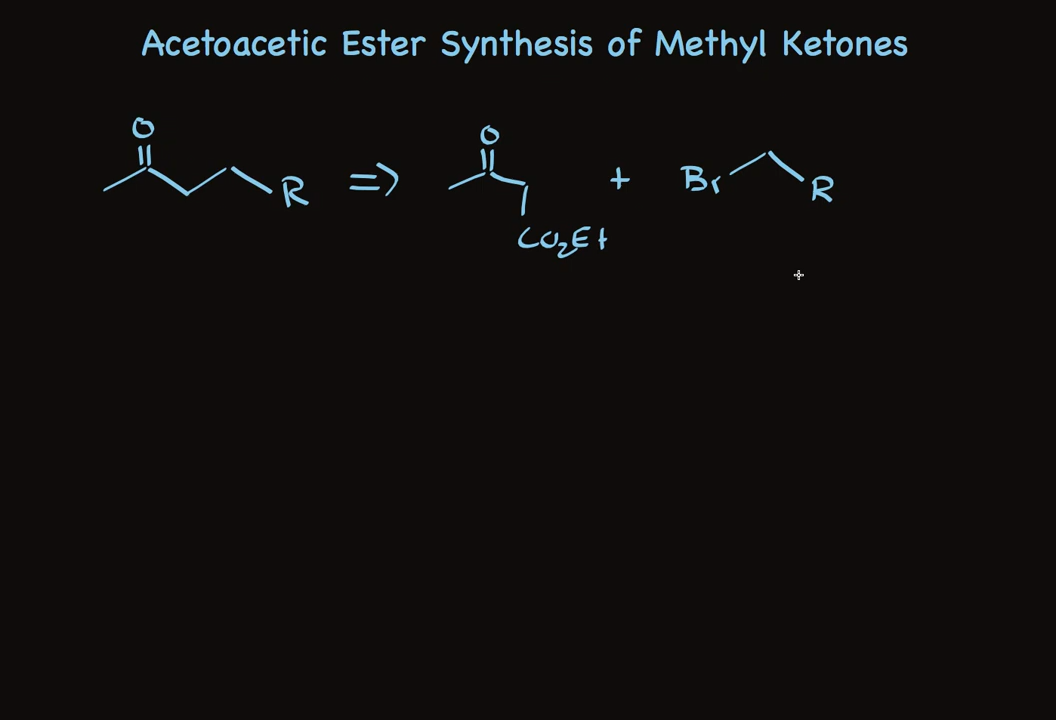 Acetoacetic Ester Synthesis of Methyl Ketones
O
R
⇒
O
CO₂Et
+
Br
R